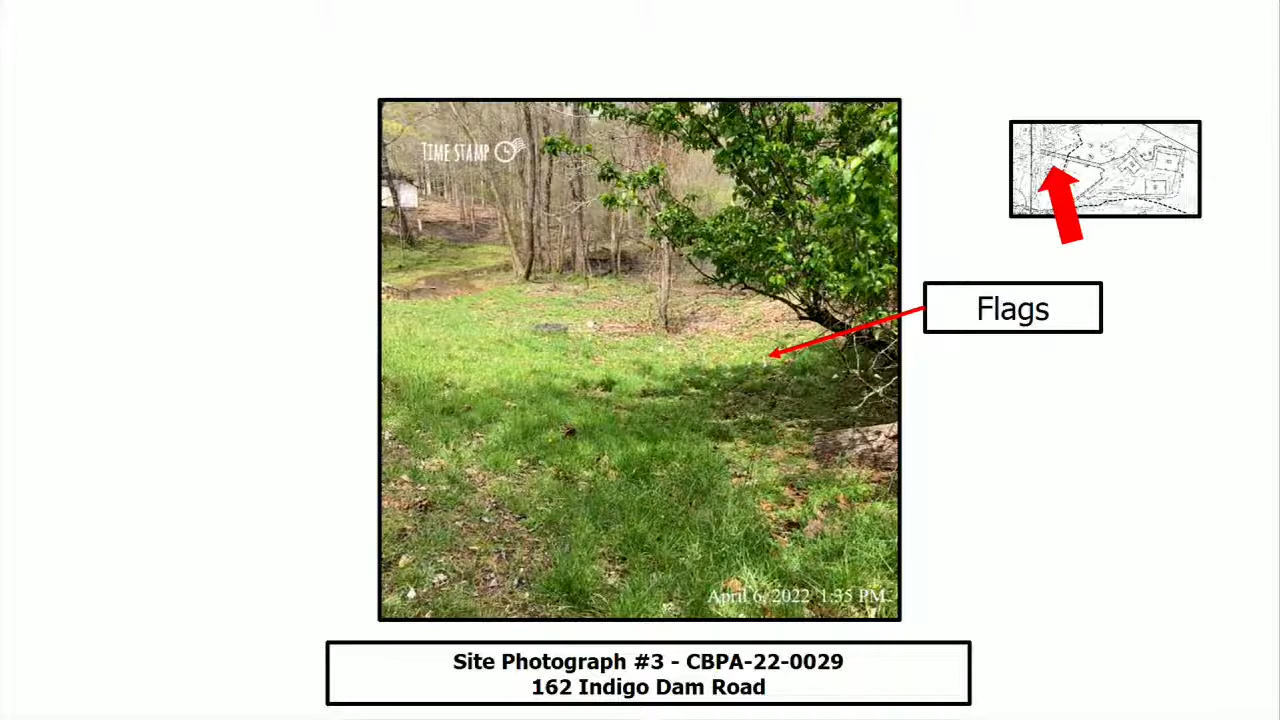 TIME STAMP
Flags
April 6, 2022 1:35 PM
Site Photograph #3 - CBPA-22-0029
162 Indigo Dam Road